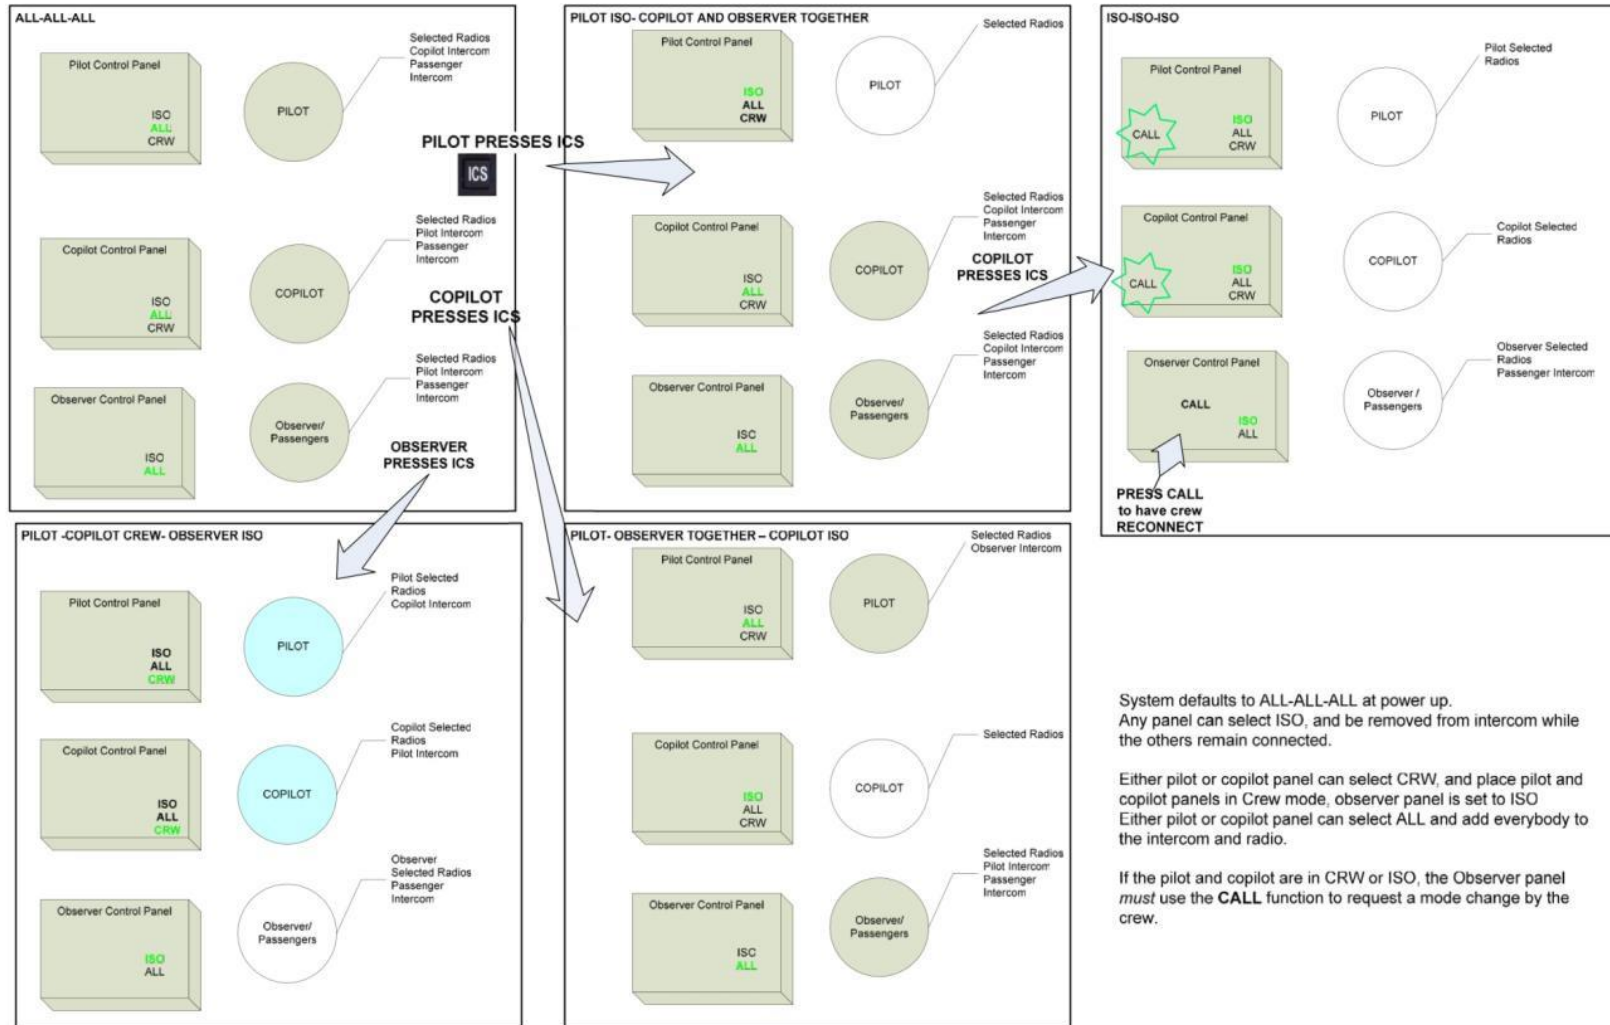 ALL-ALL-ALL
Pilot Control Panel
ISO
ALL
CRW
PILOT
Selected Radios
Copilot Intercom
Passenger
Intercom
Copilot Control Panel
ISO
ALL
CRW
COPILOT
Selected Radios
Pilot Intercom
Passenger
Intercom
Observer Control Panel
ISO
ALL
Observer/
Passengers
Selected Radios
Pilot Intercom
Passenger
Intercom
PILOT PRESSES ICS
ICS
COPILOT
PRESSES ICS
OBSERVER
PRESSES ICS
PILOT ISO- COPILOT AND OBSERVER TOGETHER
Pilot Control Panel
ISO
ALL
CRW
PILOT
Selected Radios
Copilot Control Panel
ISO
ALL
CRW
COPILOT
Selected Radios
Copilot Intercom
Passenger
Intercom
COPILOT
PRESSES ICS
Observer Control Panel
ISC
ALL
Observer/
Passengers
Selected Radios
Copilot Intercom
Passenger
Intercom
ISO-ISO-ISO
Pilot Control Panel
CALL
ISO
ALL
CRW
PILOT
Pilot Selected
Radios
Copilot Control Panel
CALL
ISO
ALL
CRW
COPILOT
Copilot Selected
Radios
Onserver Control Panel
CALL
ISO
ALL
Observer /
Passengers
Observer Selected
Radios
Passenger Intercom
PRESS CALL
to have crew
RECONNECT
PILOT -COPILOT CREW- OBSERVER ISO
Pilot Control Panel
ISO
ALL
CRW
PILOT
Pilot Selected
Radios
Copilot Intercom
Copilot Control Panel
ISO
ALL
CRW
COPILOT
Copilot Selected
Radios
Pilot Intercom
Observer Control Panel
ISO
ALL
Observer/
Passengers
Observer
Selected Radios
Passenger
Intercom
PILOT- OBSERVER TOGETHER – COPILOT ISO
Pilot Control Panel
ISC
ALL
CRW
PILOT
Selected Radios
Observer Intercom
Copilot Control Panel
ISO
ALL
CRW
COPILOT
Selected Radios
Observer Control Panel
ISC
ALL
Observer/
Passengers
Selected Radios
Pilot Intercom
Passenger
Intercom
System defaults to ALL-ALL-ALL at power up.
Any panel can select ISO, and be removed from intercom while
the others remain connected.
Either pilot or copilot panel can select CRW, and place pilot and
copilot panels in Crew mode, observer panel is set to ISO
Either pilot or copilot panel can select ALL and add everybody to
the intercom and radio.
If the pilot and copilot are in CRW or ISO, the Observer panel
must use the CALL function to request a mode change by the
crew.